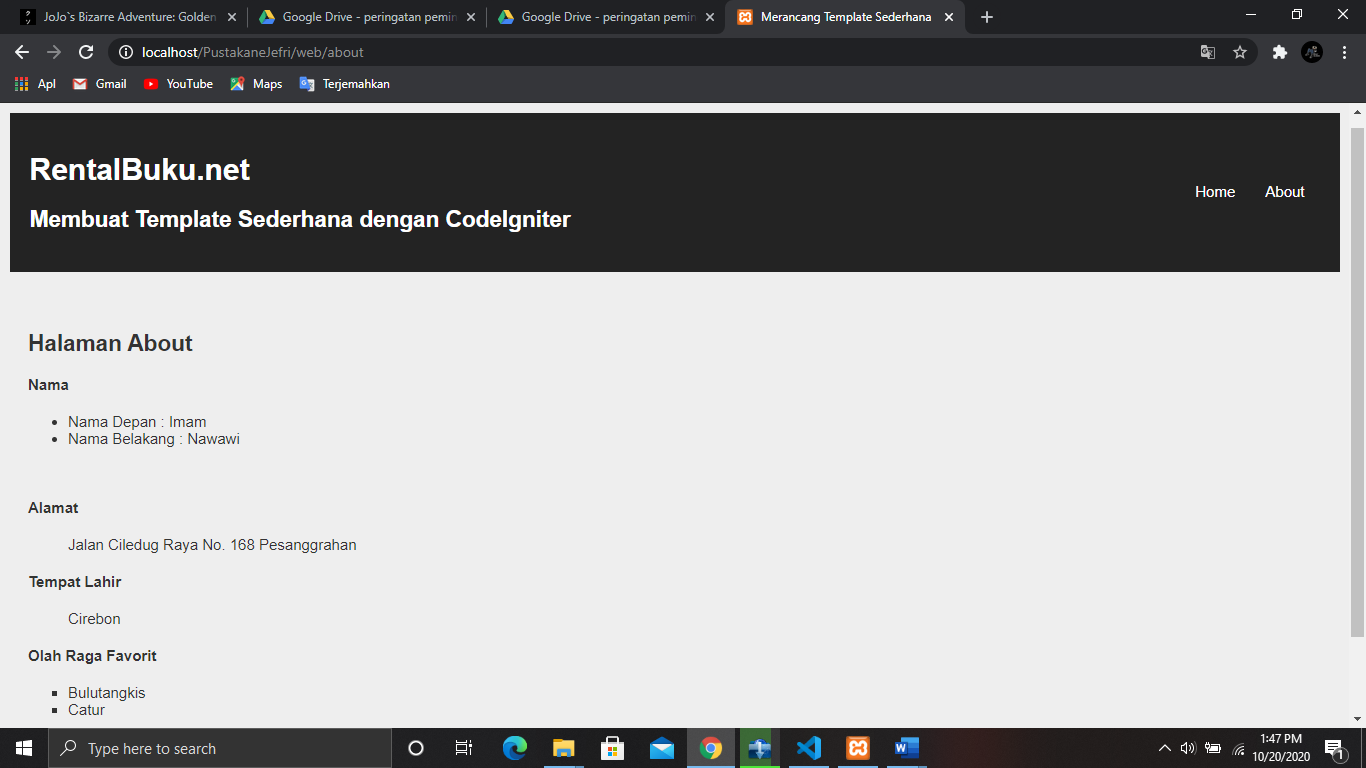 JoJo`s Bizarre Adventure: Golden
Google Drive - peringatan pemin
Google Drive - peringatan pemin
Merancang Template Sederhana
localhost/PustakaneJefri/web/about
Apl
Gmail
YouTube
Maps
Terjemahkan
RentalBuku.net
Membuat Template Sederhana dengan CodeIgniter
Home
About
Halaman About
Nama
Nama Depan : Imam
Nama Belakang : Nawawi
Alamat
Jalan Ciledug Raya No. 168 Pesanggrahan
Tempat Lahir
Cirebon
Olah Raga Favorit
Bulutangkis
Catur
Type here to search
1:47 PM
10/20/2020
1